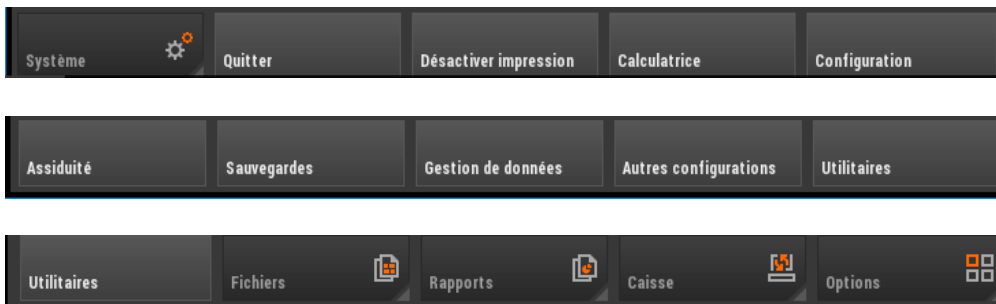 Système Quitter Désactiver impression Calculatrice Configuration
Assiduité Sauvegardes Gestion de données Autres configurations Utilitaires
Utilitaires Fichiers Rapports Caisse Options